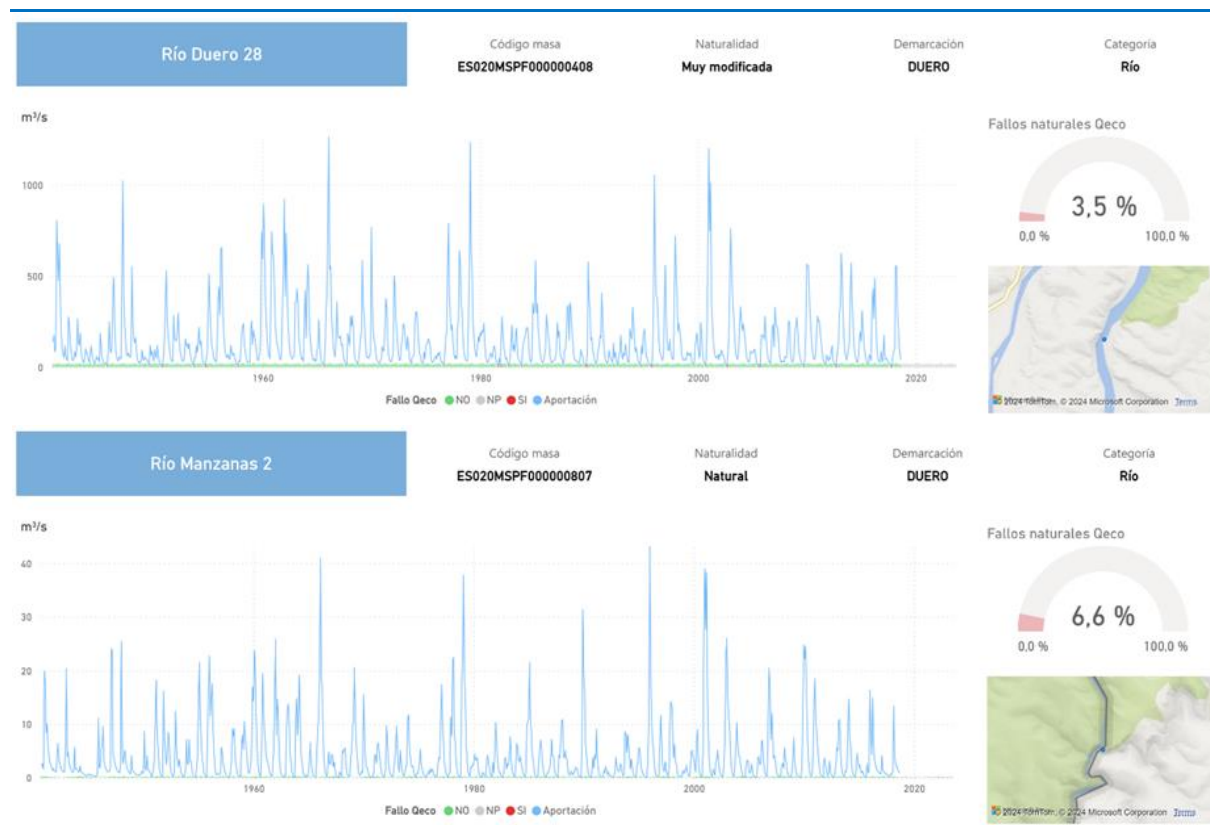 Río Duero 28
Código masa
ES020MSPF000000408
Naturalidad
Muy modificada
Demarcación
DUERO
Categoría
Río
m³/s
1000
500
0
1960
1980
2000
2020
Fallo Qeco NO NP SI Aportación
Fallos naturales Qeco
3,5 %
0,0 %
100,0 %
© 2024 TomTom, © 2024 Microsoft Corporation Terms
Río Manzanas 2
Código masa
ES020MSPF000000807
Naturalidad
Natural
Demarcación
DUERO
Categoría
Río
m³/s
40
30
20
10
0
1960
1980
2000
2020
Fallo Qeco NO NP SI Aportación
Fallos naturales Qeco
6,6 %
0,0 %
100,0 %
© 2024 TomTom, © 2024 Microsoft Corporation Terms